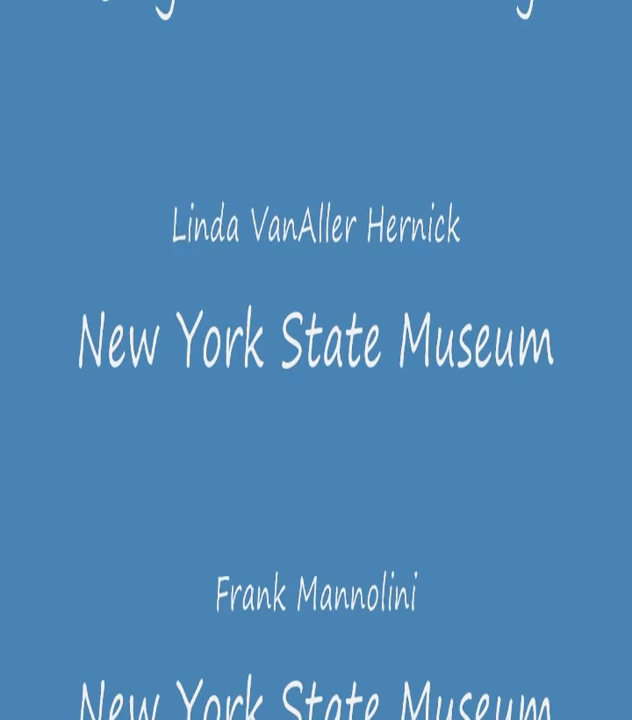 Linda VanAller Hernick
New York State Museum
Frank Mannolini
New York State Museum